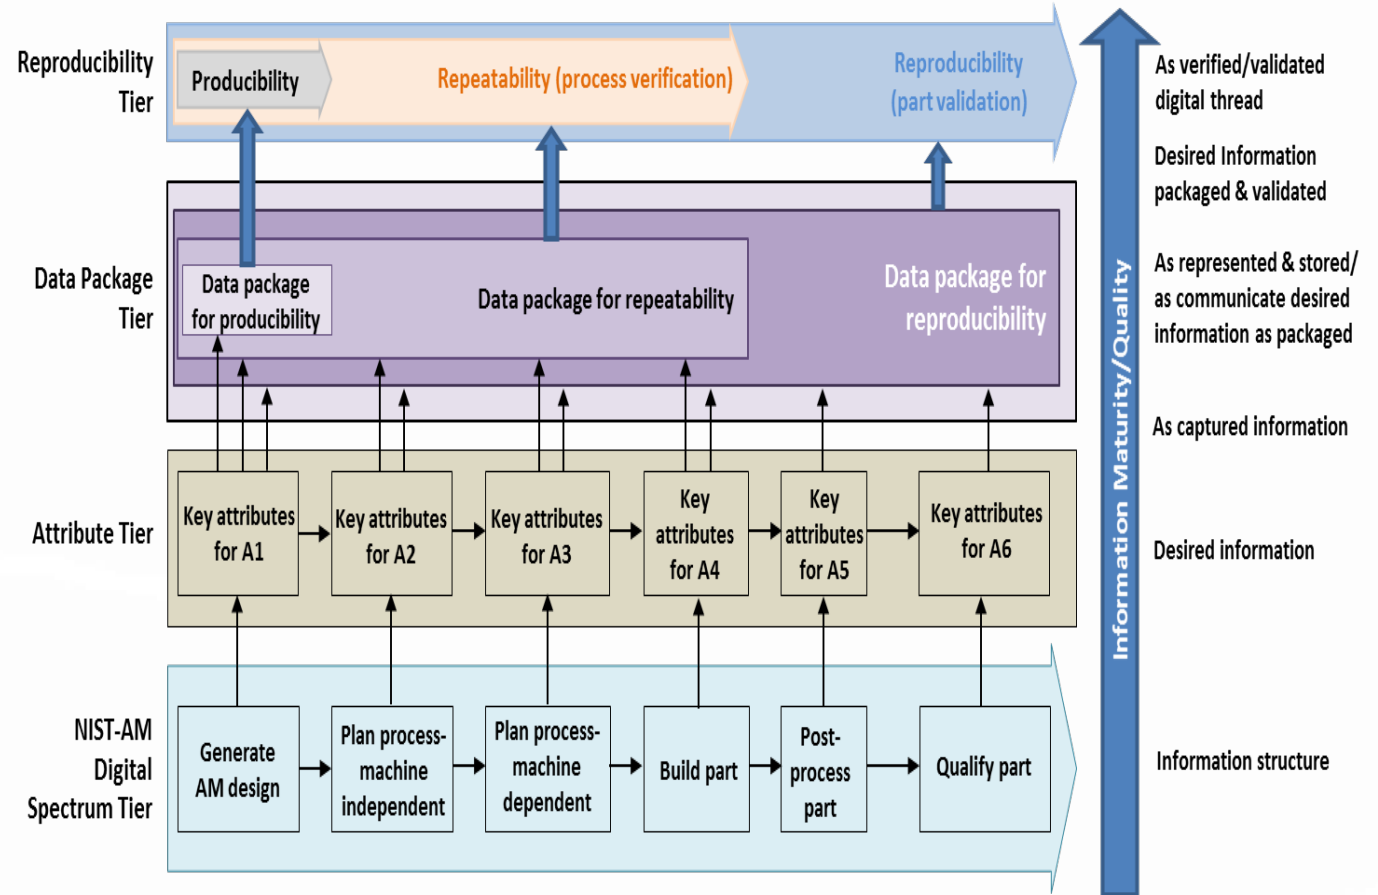 Reproducibility
Tier
Producibility
Repeatability (process verification)
Reproducibility
(part validation)
As verified/validated
digital thread
Desired Information
packaged & validated
Data Package
Tier
Data package
for producibility
Data package for repeatability
Data package for
reproducibility
As represented & stored/
as communicate desired
information as packaged
As captured information
Attribute Tier
Key attributes
for A1
Key attributes
for A2
Key attributes
for A3
Key
attributes
for A4
Key
attributes
for A5
Key attributes
for A6
Desired information
Information Maturity/Quality
NIST-AM
Digital
Spectrum Tier
Generate
AM design
Plan process-
machine
independent
Plan process-
machine
dependent
Build part
Post-
process
part
Qualify part
Information structure